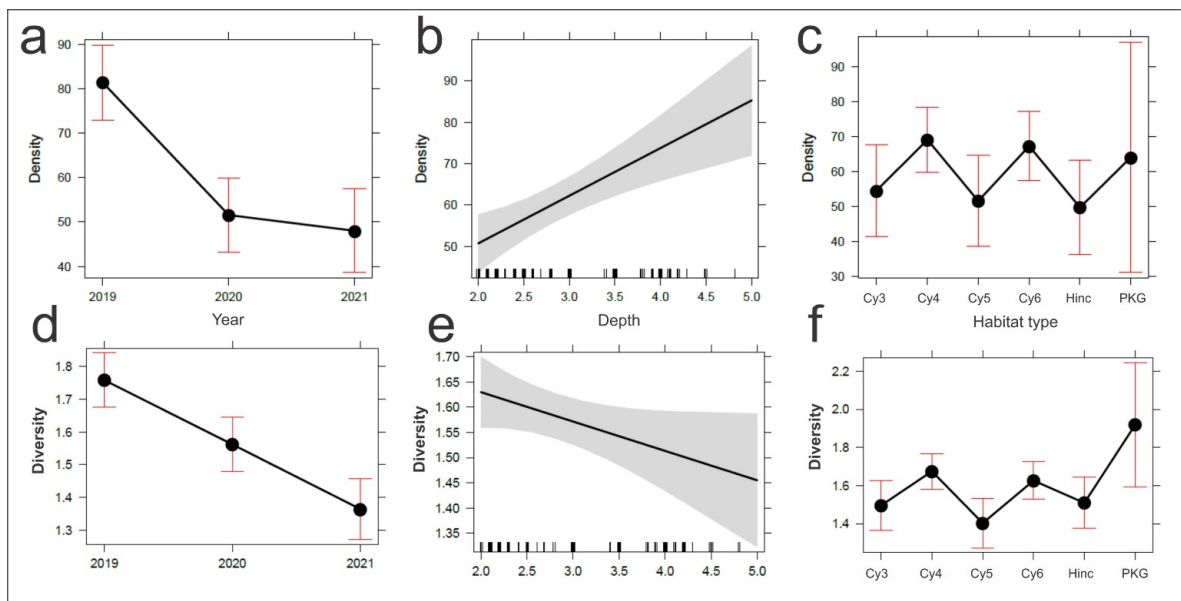 a
Density
90
80
70
60
50
40
2019
2020
2021
Year
b
Density
90
80
70
60
50
2.0
2.5
3.0
3.5
4.0
4.5
5.0
Depth
c
Density
90
80
70
60
50
40
30
Cy3
Cy4
Cy5
Cy6
Hinc
PKG
Habitat type
d
Diversity
1.8
1.7
1.6
1.5
1.4
1.3
2019
2020
2021
e
Diversity
1.70
1.65
1.60
1.55
1.50
1.45
1.40
1.35
2.0
2.5
3.0
3.5
4.0
4.5
5.0
f
Diversity
2.2
2.0
1.8
1.6
1.4
Cy3
Cy4
Cy5
Cy6
Hinc
PKG